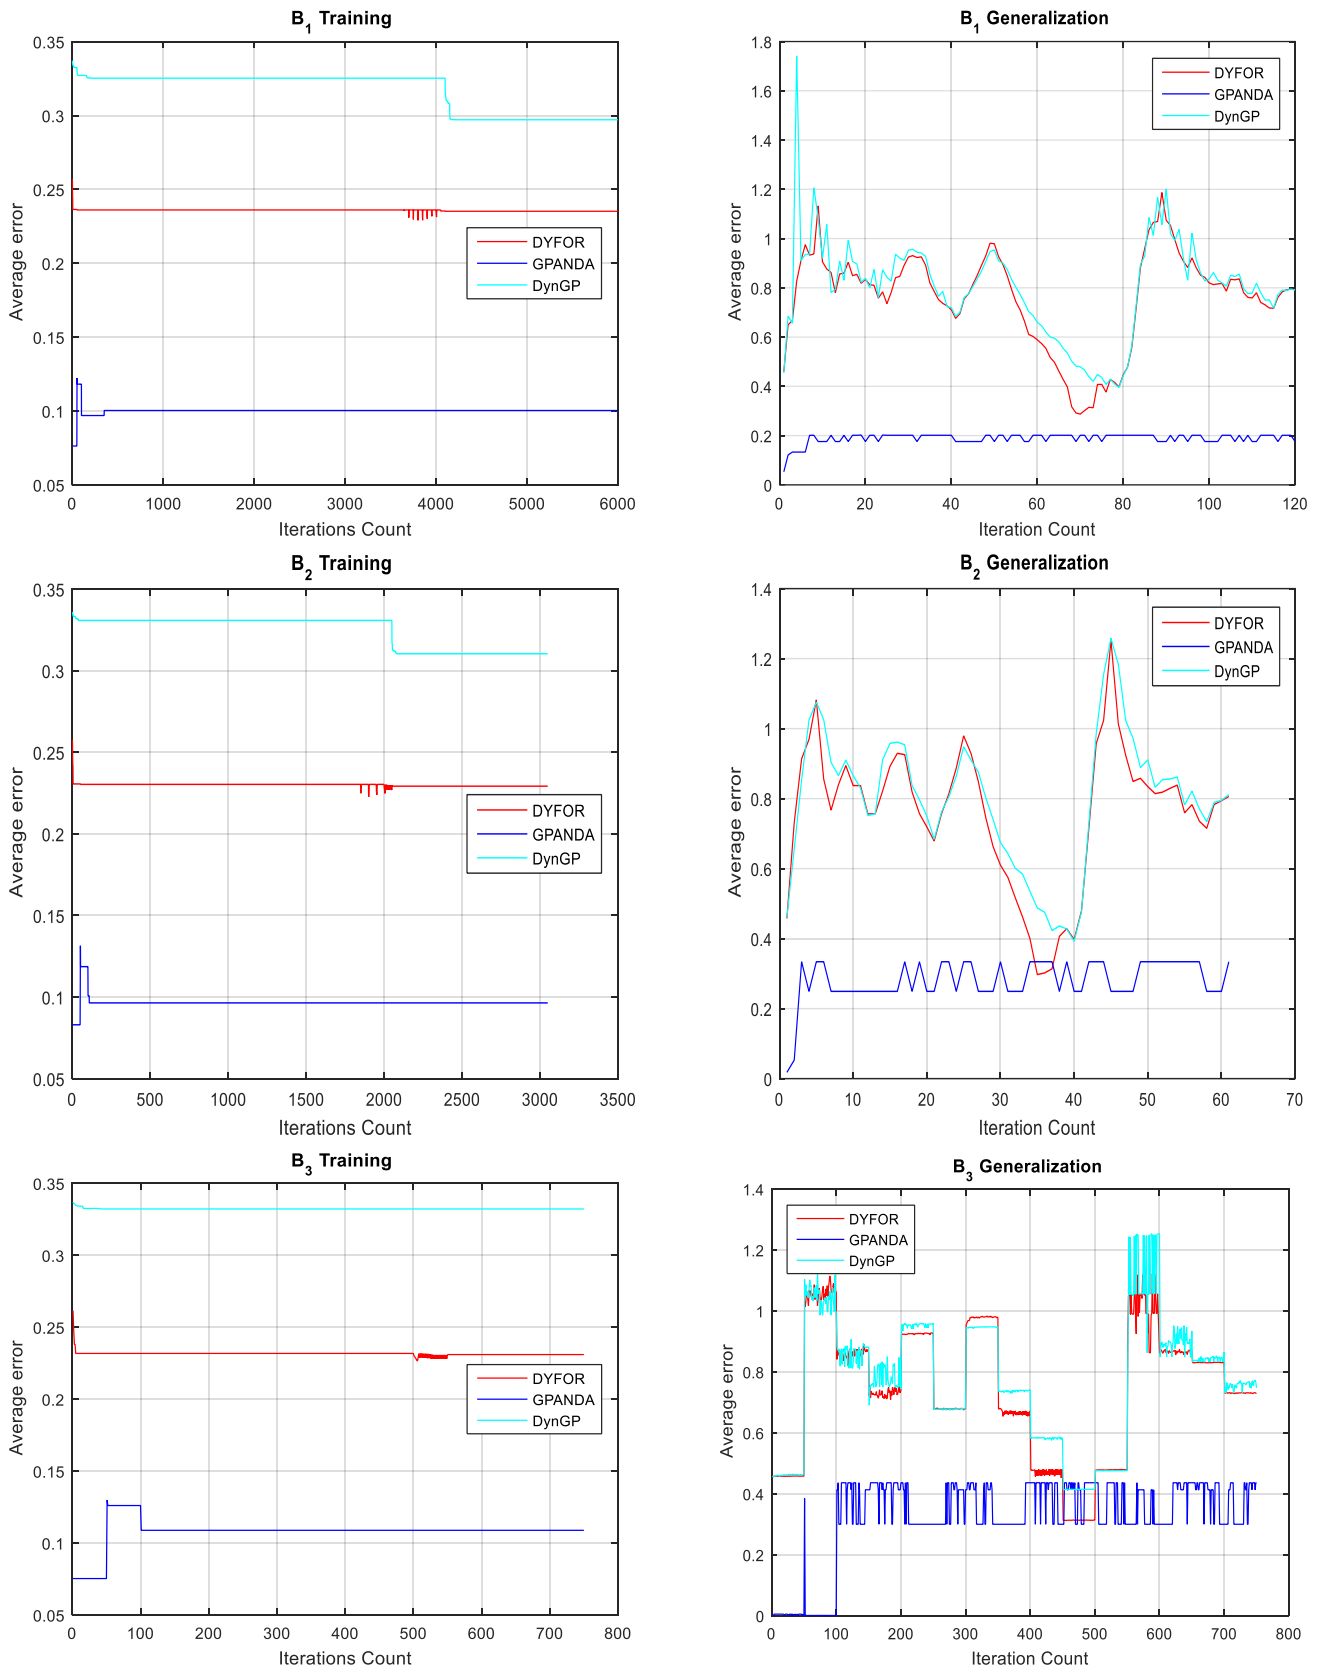 B1 Training
0.35
0.3
0.25
0.2
0.15
0.1
0.05
Average error
0 1000 2000 3000 4000 5000 6000
Iterations Count
DYFOR
GPANDA
DynGP
B1 Generalization
1.8
1.6
1.4
1.2
1
0.8
0.6
0.4
0.2
0
Average error
0 20 40 60 80 100 120
Iteration Count
DYFOR
GPANDA
DynGP
B2 Training
0.35
0.3
0.25
0.2
0.15
0.1
0.05
Average error
0 500 1000 1500 2000 2500 3000 3500
Iterations Count
DYFOR
GPANDA
DynGP
B2 Generalization
1.4
1.2
1
0.8
0.6
0.4
0.2
0
Average error
0 10 20 30 40 50 60 70
Iteration Count
DYFOR
GPANDA
DynGP
B3 Training
0.35
0.3
0.25
0.2
0.15
0.1
0.05
Average error
0 100 200 300 400 500 600 700 800
Iterations Count
DYFOR
GPANDA
DynGP
B3 Generalization
1.4
1.2
1
0.8
0.6
0.4
0.2
0
Average error
0 100 200 300 400 500 600 700 800
Iteration Count
DYFOR
GPANDA
DynGP